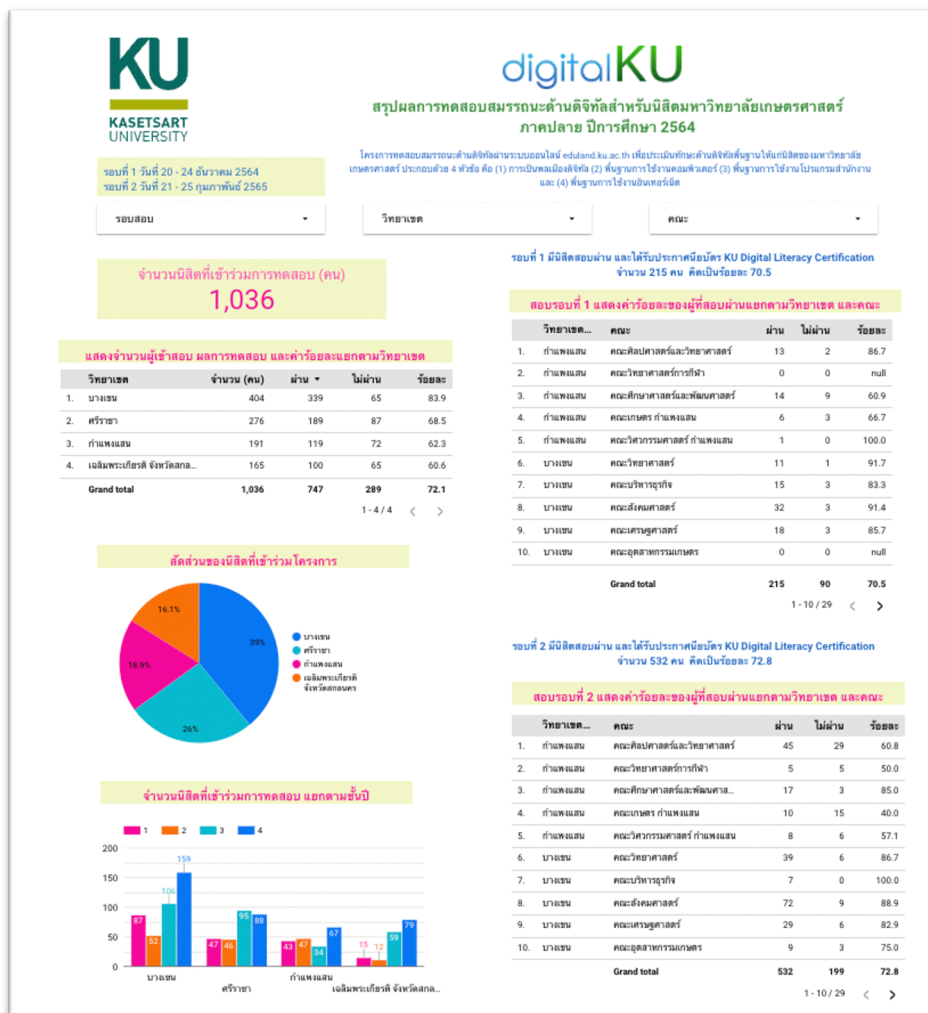 KU
KASETSART
UNIVERSITY
digitalKU
สรุปผลการทดสอบสมรรถนะด้านดิจิทัลสำหรับนิสิตมหาวิทยาลัยเกษตรศาสตร์
ภาคปลาย ปีการศึกษา 2564
โครงการทดสอบสมรรถนะด้านดิจิทัลผ่านระบบออนไลน์ eduland.ku.ac.th เพื่อประเมินทักษะด้านดิจิทัลพื้นฐานให้แก่นิสิตของมหาวิทยาลัย
เกษตรศาสตร์ ประกอบด้วย 4 หัวข้อ คือ (1) การเป็นพลเมืองดิจิทัล (2) พื้นฐานการใช้งานคอมพิวเตอร์ (3) พื้นฐานการใช้งานโปรแกรมสำนักงาน
และ (4) พื้นฐานการใช้งานอินเทอร์เน็ต
รอบที่ 1 วันที่ 20 - 24 ธันวาคม 2564
รอบที่ 2 วันที่ 21 - 25 กุมภาพันธ์ 2565
รอบสอบ
วิทยาเขต
คณะ
จำนวนนิสิตที่เข้าร่วมการทดสอบ (คน)
1,036
แสดงจำนวนผู้เข้าสอบ ผลการทดสอบ และค่าร้อยละแยกตามวิทยาเขต
วิทยาเขต จำนวน (คน) ผ่าน ไม่ผ่าน ร้อยละ
1. บางเขน 404 339 65 83.9
2. ศรีราชา 276 189 87 68.5
3. กำแพงแสน 191 119 72 62.3
4. เฉลิมพระเกียรติ จังหวัดสกล... 165 100 65 60.6
Grand total 1,036 747 289 72.1
1 - 4 / 4
สัดส่วนของนิสิตที่เข้าร่วมโครงการ
39%
26%
18.9%
16.1%
บางเขน
ศรีราชา
กำแพงแสน
เฉลิมพระเกียรติ
จังหวัดสกลนคร
จำนวนนิสิตที่เข้าร่วมการทดสอบ แยกตามชั้นปี
1 2 3 4
200
150
100
50
0
87 52 106 159
47 46 95 88
43 47 34 67
15 12 59 79
บางเขน
ศรีราชา
กำแพงแสน
เฉลิมพระเกียรติ จังหวัดสกล...
รอบที่ 1 มีนิสิตสอบผ่าน และได้รับประกาศนียบัตร KU Digital Literacy Certification
จำนวน 215 คน คิดเป็นร้อยละ 70.5
สอบรอบที่ 1 แสดงค่าร้อยละของผู้ที่สอบผ่านแยกตามวิทยาเขต และคณะ
วิทยาเขต... คณะ ผ่าน ไม่ผ่าน ร้อยละ
1. กำแพงแสน คณะศิลปศาสตร์และวิทยาศาสตร์ 13 2 86.7
2. กำแพงแสน คณะวิทยาศาสตร์การกีฬา 0 0 null
3. กำแพงแสน คณะศึกษาศาสตร์และพัฒนศาสตร์ 14 9 60.9
4. กำแพงแสน คณะเกษตร กำแพงแสน 6 3 66.7
5. กำแพงแสน คณะวิศวกรรมศาสตร์ กำแพงแสน 1 0 100.0
6. บางเขน คณะวิทยาศาสตร์ 11 1 91.7
7. บางเขน คณะบริหารธุรกิจ 15 3 83.3
8. บางเขน คณะสังคมศาสตร์ 32 3 91.4
9. บางเขน คณะเศรษฐศาสตร์ 18 3 85.7
10. บางเขน คณะอุตสาหกรรมเกษตร 0 0 null
Grand total 215 90 70.5
1 - 10 / 29
รอบที่ 2 มีนิสิตสอบผ่าน และได้รับประกาศนียบัตร KU Digital Literacy Certification
จำนวน 532 คน คิดเป็นร้อยละ 72.8
สอบรอบที่ 2 แสดงค่าร้อยละของผู้ที่สอบผ่านแยกตามวิทยาเขต และคณะ
วิทยาเขต... คณะ ผ่าน ไม่ผ่าน ร้อยละ
1. กำแพงแสน คณะศิลปศาสตร์และวิทยาศาสตร์ 45 29 60.8
2. กำแพงแสน คณะวิทยาศาสตร์การกีฬา 5 5 50.0
3. กำแพงแสน คณะศึกษาศาสตร์และพัฒนศาส... 17 3 85.0
4. กำแพงแสน คณะเกษตร กำแพงแสน 10 15 40.0
5. กำแพงแสน คณะวิศวกรรมศาสตร์ กำแพงแสน 8 6 57.1
6. บางเขน คณะวิทยาศาสตร์ 39 6 86.7
7. บางเขน คณะบริหารธุรกิจ 7 0 100.0
8. บางเขน คณะสังคมศาสตร์ 72 9 88.9
9. บางเขน คณะเศรษฐศาสตร์ 29 6 82.9
10. บางเขน คณะอุตสาหกรรมเกษตร 9 3 75.0
Grand total 532 199 72.8
1 - 10 / 29